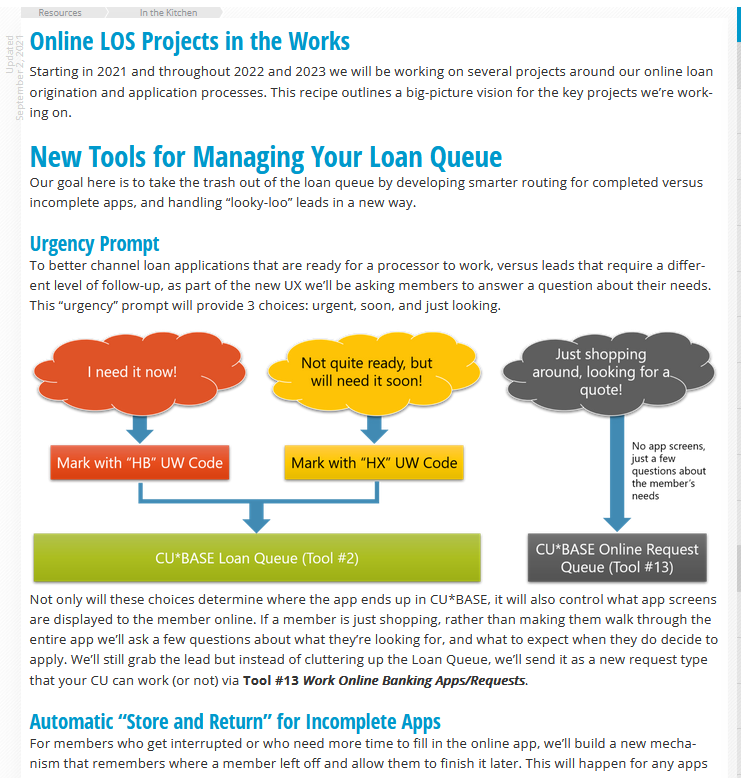 Resources
In the Kitchen
Updated
September 2, 2021
Online LOS Projects in the Works
Starting in 2021 and throughout 2022 and 2023 we will be working on several projects around our online loan
origination and application processes. This recipe outlines a big-picture vision for the key projects we’re work-
ing on.
New Tools for Managing Your Loan Queue
Our goal here is to take the trash out of the loan queue by developing smarter routing for completed versus
incomplete apps, and handling “looky-loo” leads in a new way.
Urgency Prompt
To better channel loan applications that are ready for a processor to work, versus leads that require a differ-
ent level of follow-up, as part of the new UX we’ll be asking members to answer a question about their needs.
This “urgency” prompt will provide 3 choices: urgent, soon, and just looking.
I need it now!
Not quite ready, but
will need it soon!
Just shopping
around, looking for a
quote!
Mark with “HB” UW Code
Mark with “HX” UW Code
No app screens,
just a few
questions about
the member’s
needs
CU*BASE Loan Queue (Tool #2)
CU*BASE Online Request
Queue (Tool #13)
Not only will these choices determine where the app ends up in CU*BASE, it will also control what app screens
are displayed to the member online. If a member is just shopping, rather than making them walk through the
entire app we’ll ask a few questions about what they’re looking for, and what to expect when they do decide to
apply. We’ll still grab the lead but instead of cluttering up the Loan Queue, we’ll send it as a new request type
that your CU can work (or not) via Tool #13 Work Online Banking Apps/Requests.
Automatic “Store and Return” for Incomplete Apps
For members who get interrupted or who need more time to fill in the online app, we’ll build a new mecha-
nism that remembers where a member left off and allow them to finish it later. This will happen for any apps